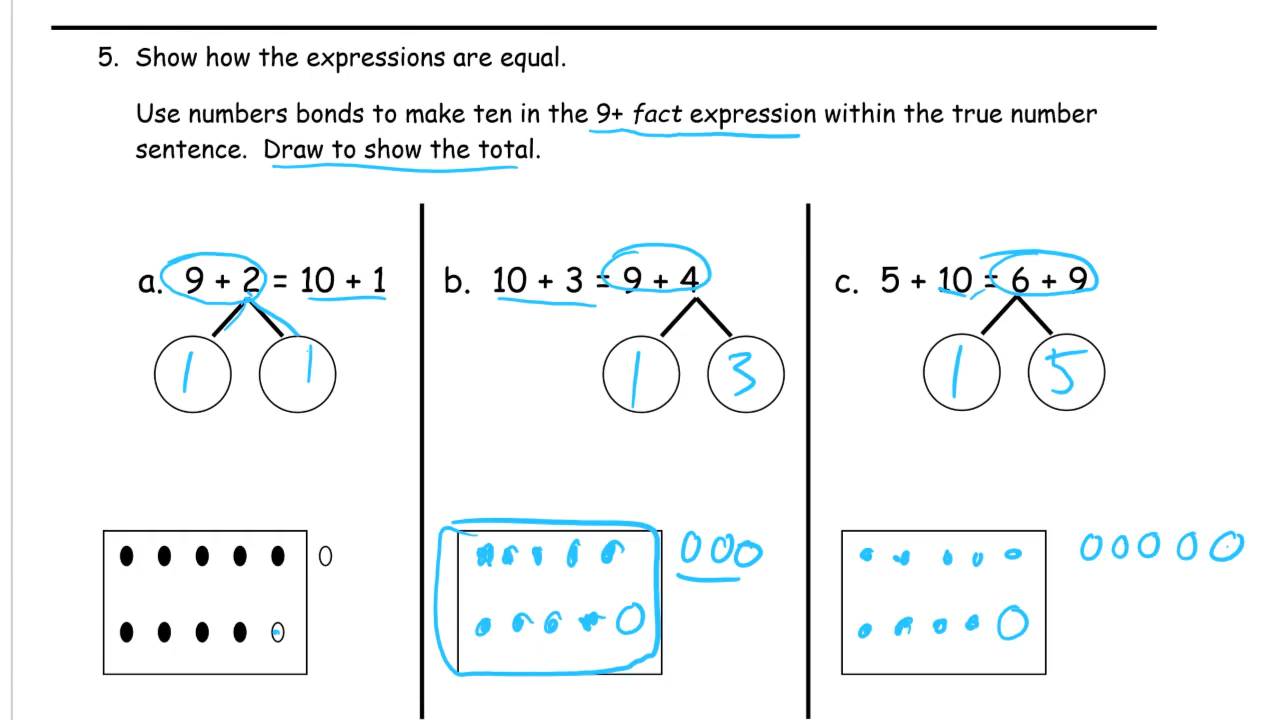 5. Show how the expressions are equal.
Use numbers bonds to make ten in the 9+ fact expression within the true number
sentence. Draw to show the total.
a. 9 + 2 = 10 + 1
1 1
b. 10 + 3 = 9 + 4
1 3
c. 5 + 10 = 6 + 9
1 5